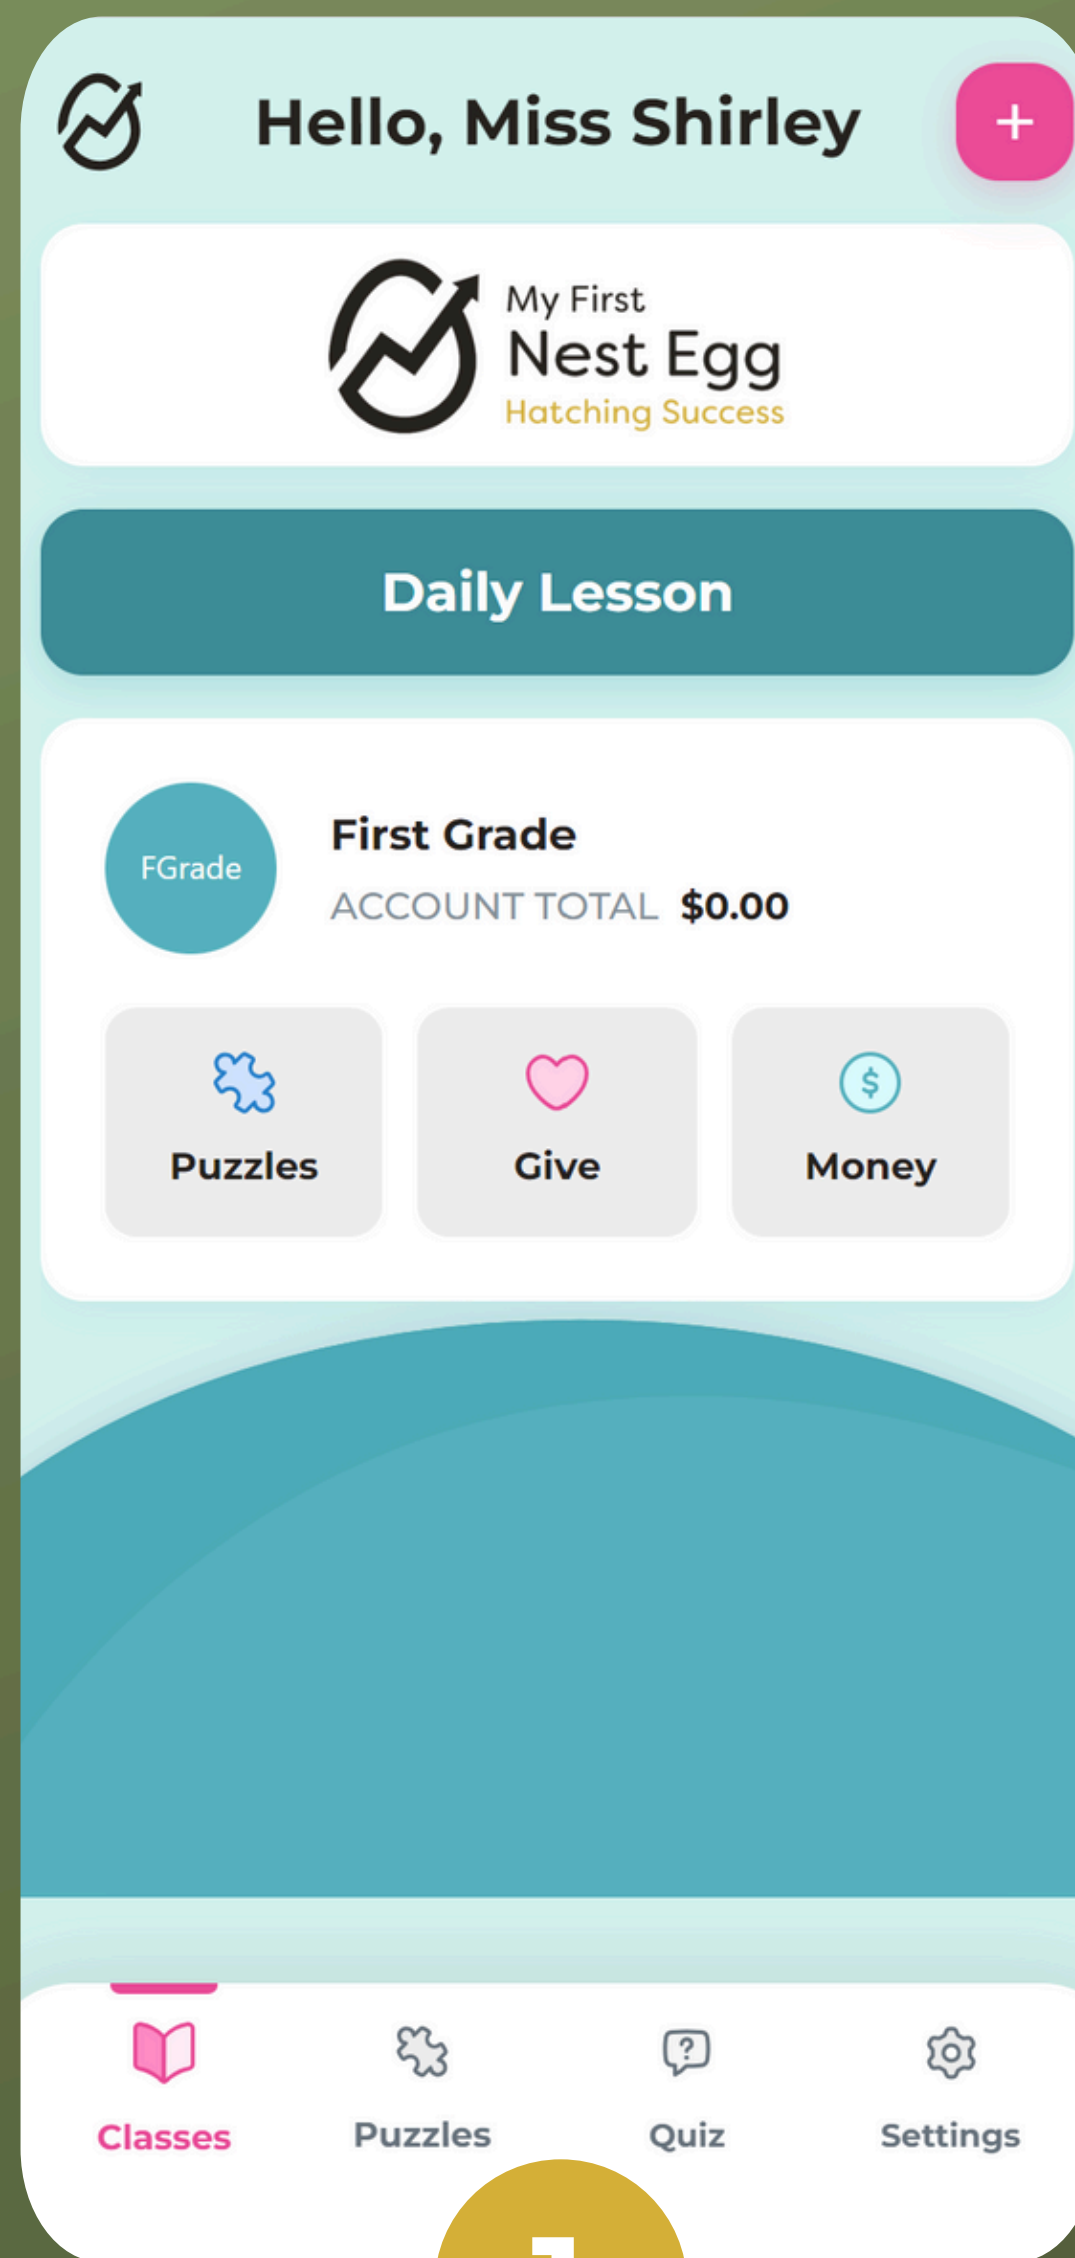 Hello, Miss Shirley
+
My First
Nest Egg
Hatching Success
Daily Lesson
FGrade
First Grade
ACCOUNT TOTAL $0.00
$
Puzzles Give Money
?
Classes Puzzles Quiz Settings